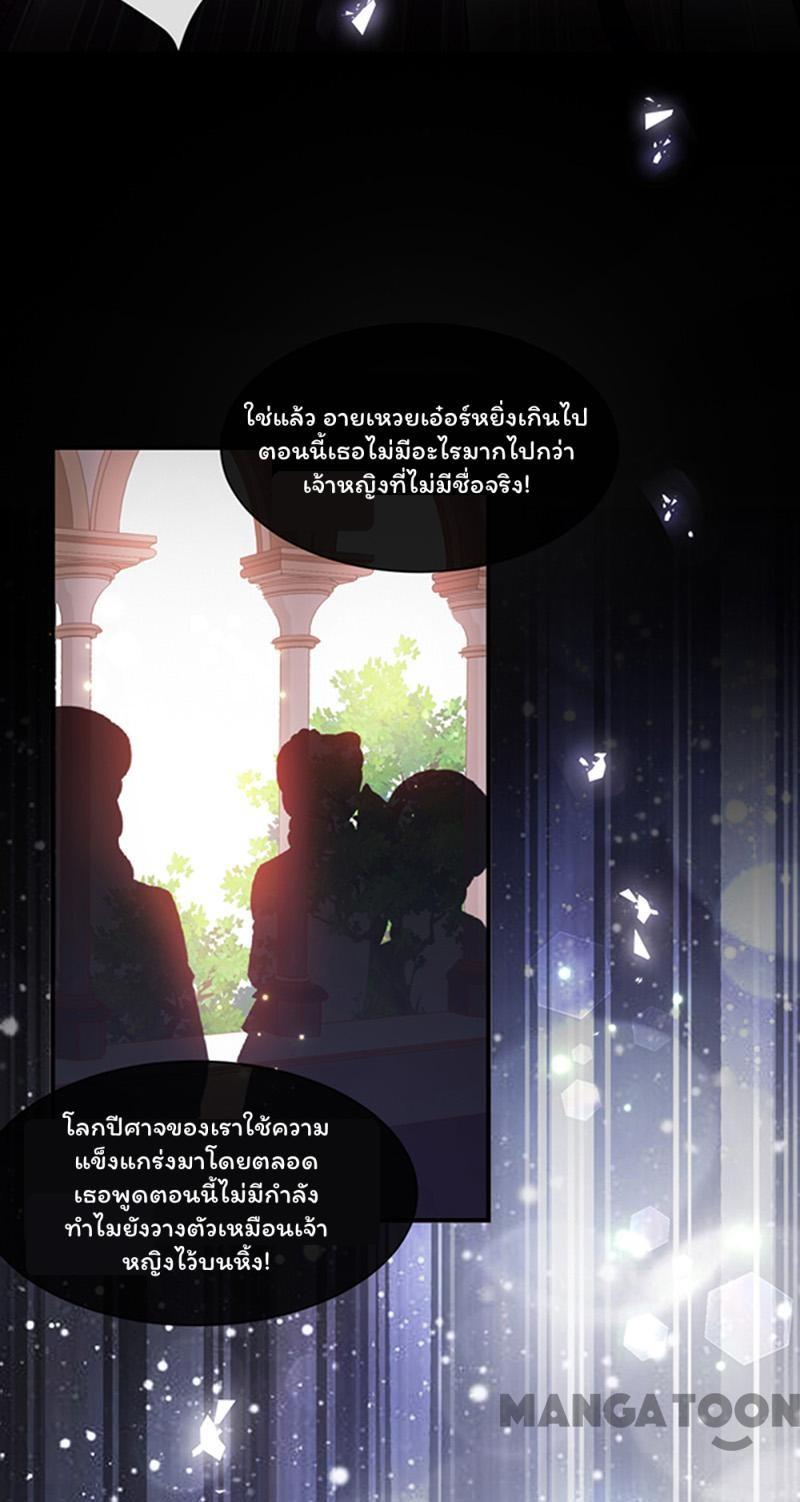 ใช่แล้ว อายเหวยเอ๋อร์หยิ่งเกินไป
ตอนนี้เธอไม่มีอะไรมากไปกว่า
เจ้าหญิงที่ไม่มีชื่อจริง!
โลกปีศาจของเราใช้ความ
แข็งแกร่งมาโดยตลอด
เธอพูดตอนนี้ไม่มีกำลัง
ทำไมยังวางตัวเหมือนเจ้า
หญิงไว้บนหิ้ง!
MANGATOON